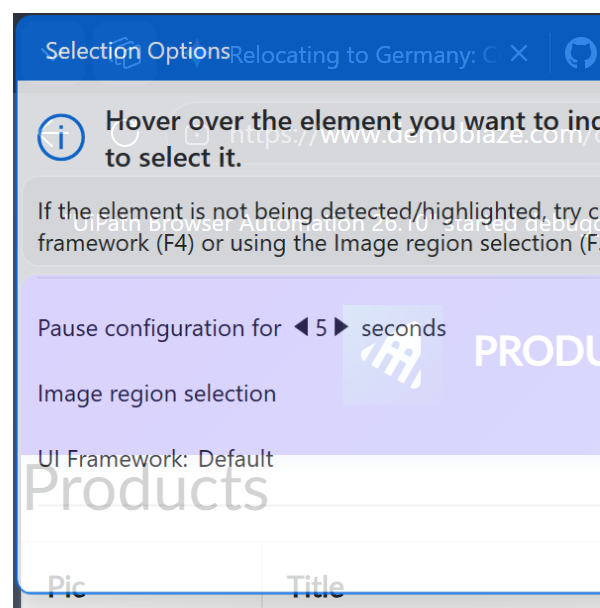 Selection Options
Relocating to Germany: C
Hover over the element you want to ind
to select it.
https://www.demoblaze.com/c
If the element is not being detected/highlighted, try c
"UiPath Browser Automation 26.10" started debugg
framework (F4) or using the Image region selection (F3
Pause configuration for 5 seconds
PRODU
Image region selection
UI Framework: Default
Products
Pic Title